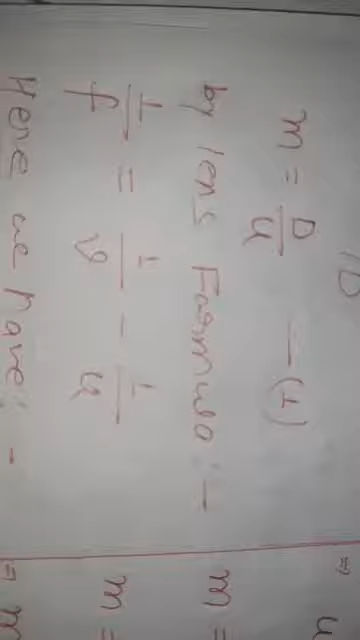 D
m = D/u — (1)
by lens Formula :-
1/f = 1/v - 1/u
Here we have: -
=> u
m =
m =
= m